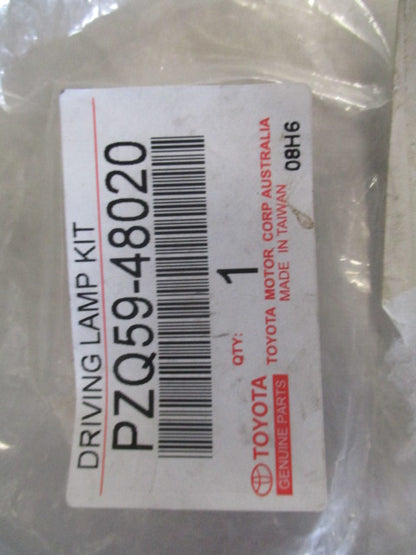 DRIVING LAMP KIT
PZQ59-48020
QTY: 1
TOYOTA
GENUINE PARTS
TOYOTA MOTOR CORP AUSTRALIA
MADE IN TAIWAN
08H6